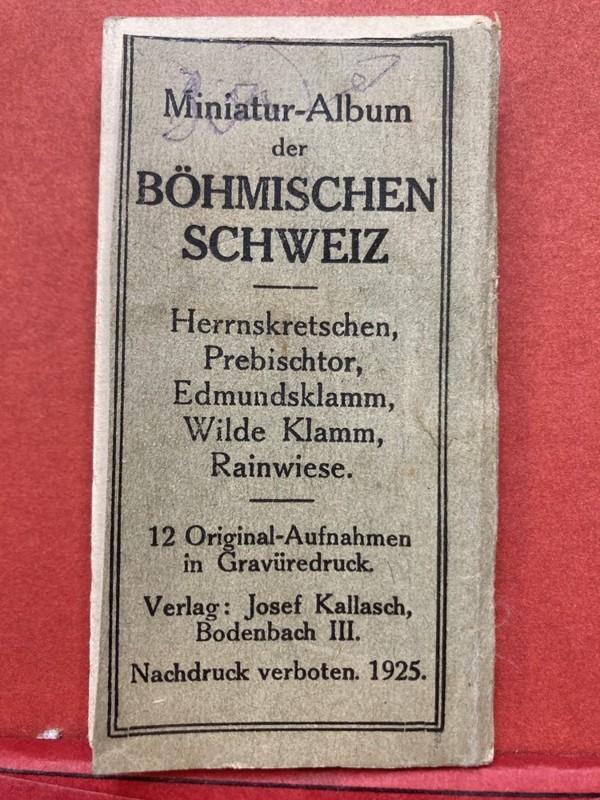 Miniatur-Album
der
BÖHMISCHEN
SCHWEIZ
Herrnskretschen,
Prebischtor,
Edmundsklamm,
Wilde Klamm,
Rainwiese.
12 Original-Aufnahmen
in Gravüredruck.
Verlag: Josef Kallasch,
Bodenbach III.
Nachdruck verboten. 1925.